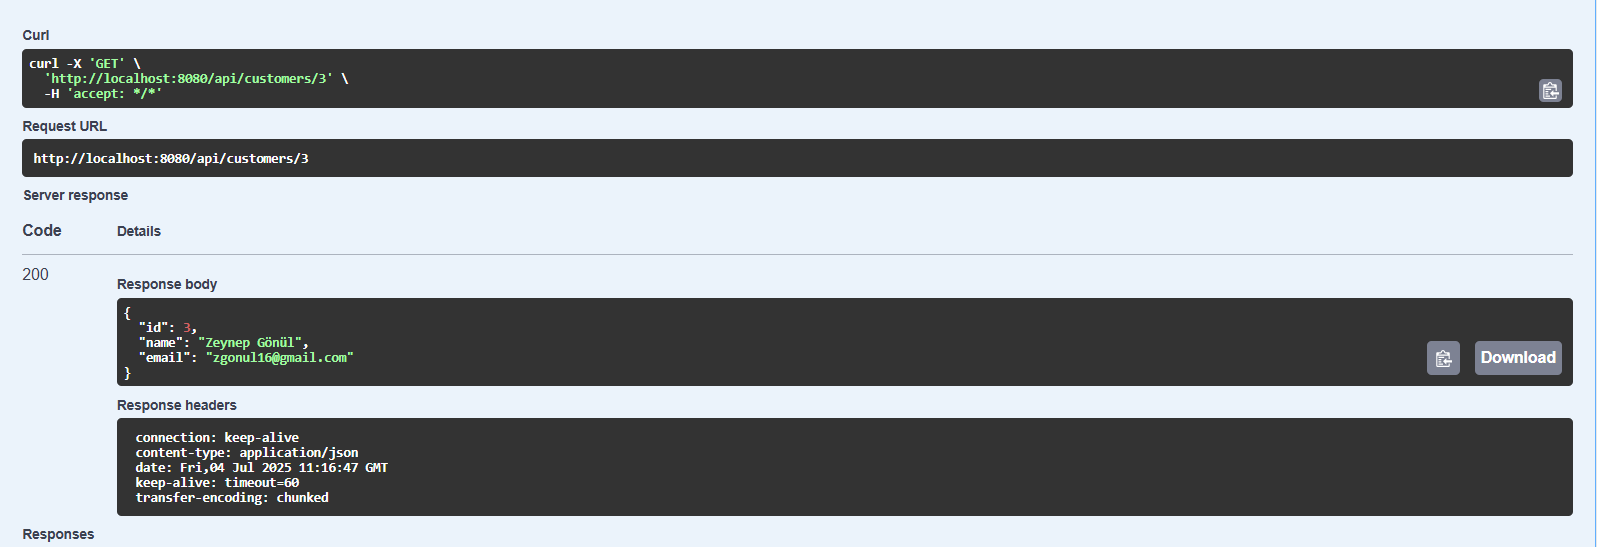 Curl
curl -X 'GET' \
'http://localhost:8080/api/customers/3' \
-H 'accept: */*'
Request URL
http://localhost:8080/api/customers/3
Server response
Code Details
200
Response body
{
"id": 3,
"name": "Zeynep Gönül",
"email": "zgonul16@gmail.com"
}
Download
Response headers
connection: keep-alive
content-type: application/json
date: Fri,04 Jul 2025 11:16:47 GMT
keep-alive: timeout=60
transfer-encoding: chunked
Responses